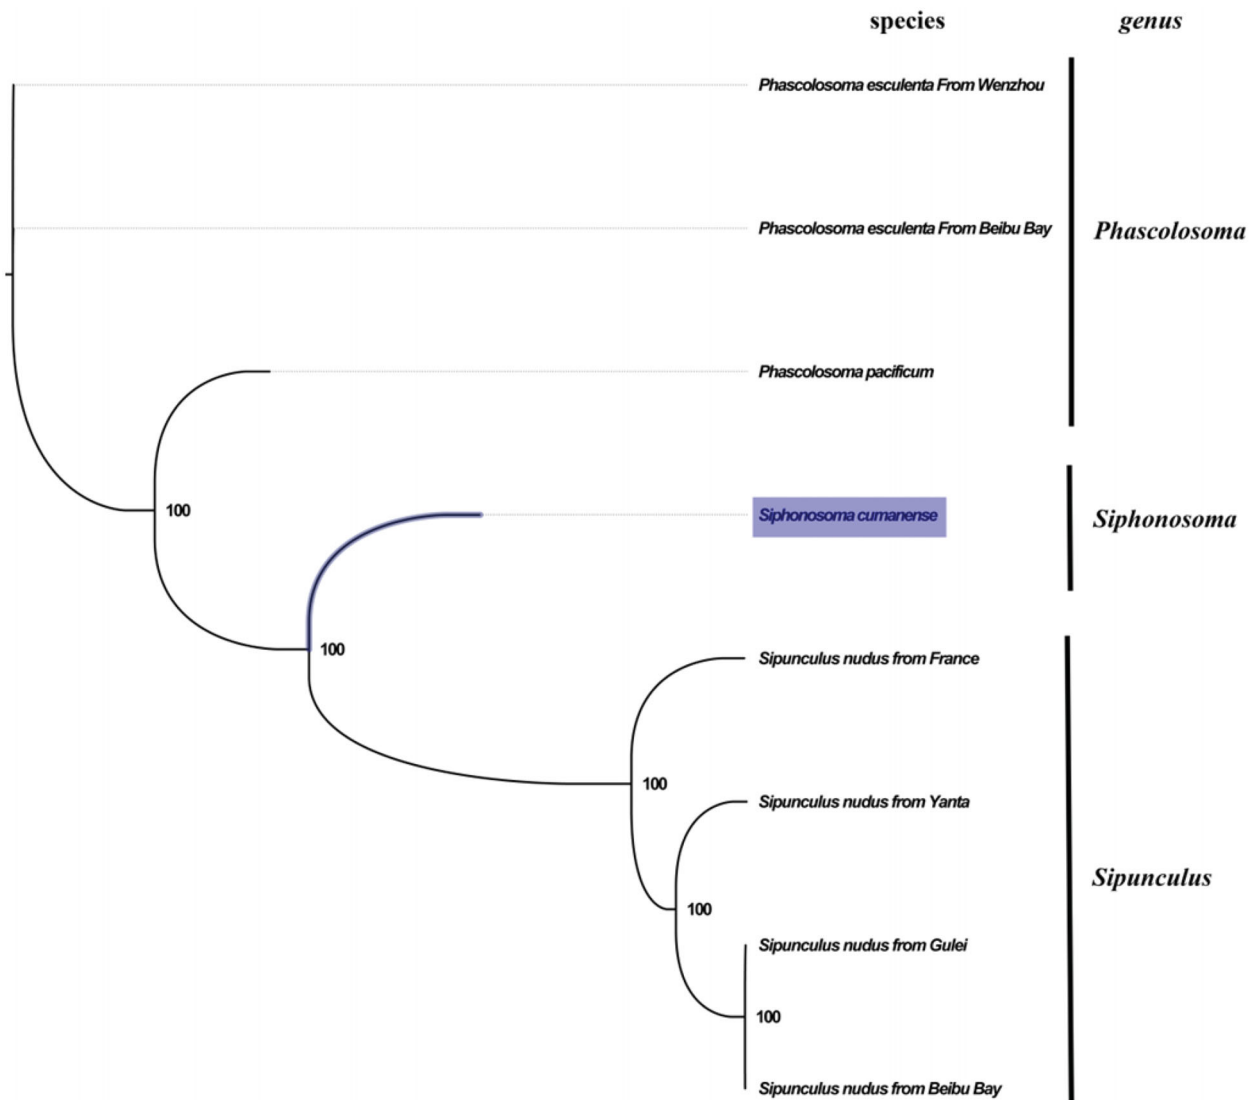 species genus
Phascolosoma esculenta From Wenzhou
Phascolosoma esculenta From Beibu Bay
Phascolosoma
Phascolosoma pacificum
100
Siphonosoma cumanense
Siphonosoma
100
Sipunculus nudus from France
100
Sipunculus nudus from Yanta
Sipunculus
100
Sipunculus nudus from Gulei
100
Sipunculus nudus from Beibu Bay